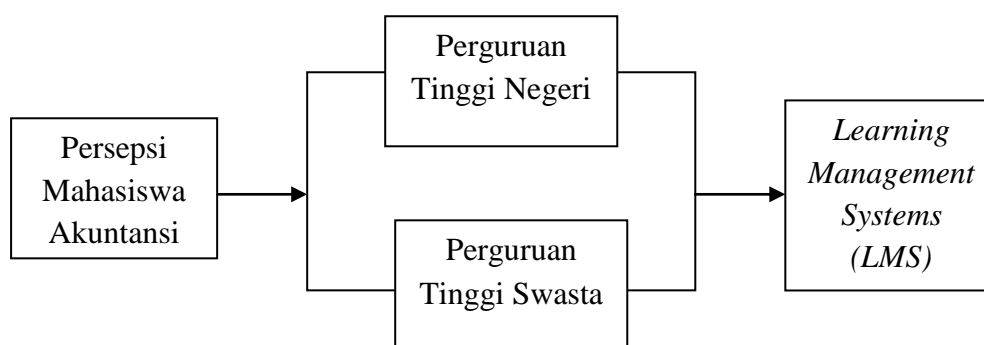 Persepsi
Mahasiswa
Akuntansi
Perguruan
Tinggi Negeri
Perguruan
Tinggi Swasta
Learning
Management
Systems
(LMS)